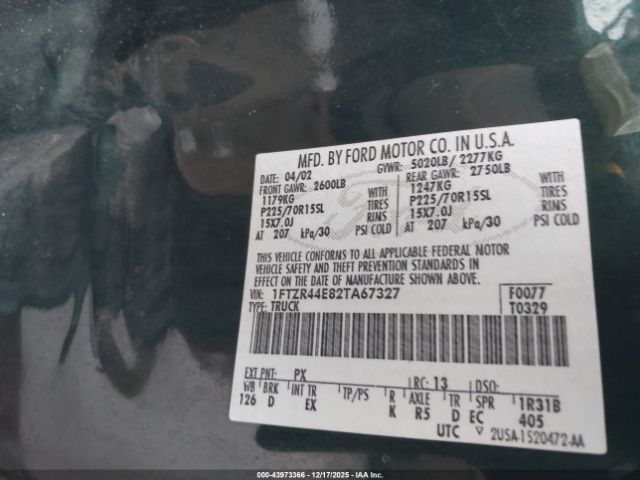 MFD. BY FORD MOTOR CO. IN U.S.A.
DATE: 04/02 GVWR: 5020LB/ 2277KG
FRONT GAWR: 2600LB REAR GAWR: 2750LB
1179KG WITH 1247KG WITH
P225/70R15SL TIRES P225/70R15SL TIRES
15X7.0J RIMS 15X7.0J RIMS
AT 207 kPa/30 PSI COLD AT 207 kPa/30 PSI COLD
THIS VEHICLE CONFORMS TO ALL APPLICABLE FEDERAL MOTOR
VEHICLE SAFETY AND THEFT PREVENTION STANDARDS IN
EFFECT ON THE DATE OF MANUFACTURE SHOWN ABOVE.
VIN: 1FTZR44E82TA67327 F0077
TYPE: TRUCK T0329
EXT PNT: PX RC: 13 DSO:
WB BRK INT TR TP/PS R AXLE TR SPR 1R31B
126 D EX K R5 D EC 405
UTC 2USA-1520472-AA
00-43973366 - 12/17/2025 - IAA Inc.